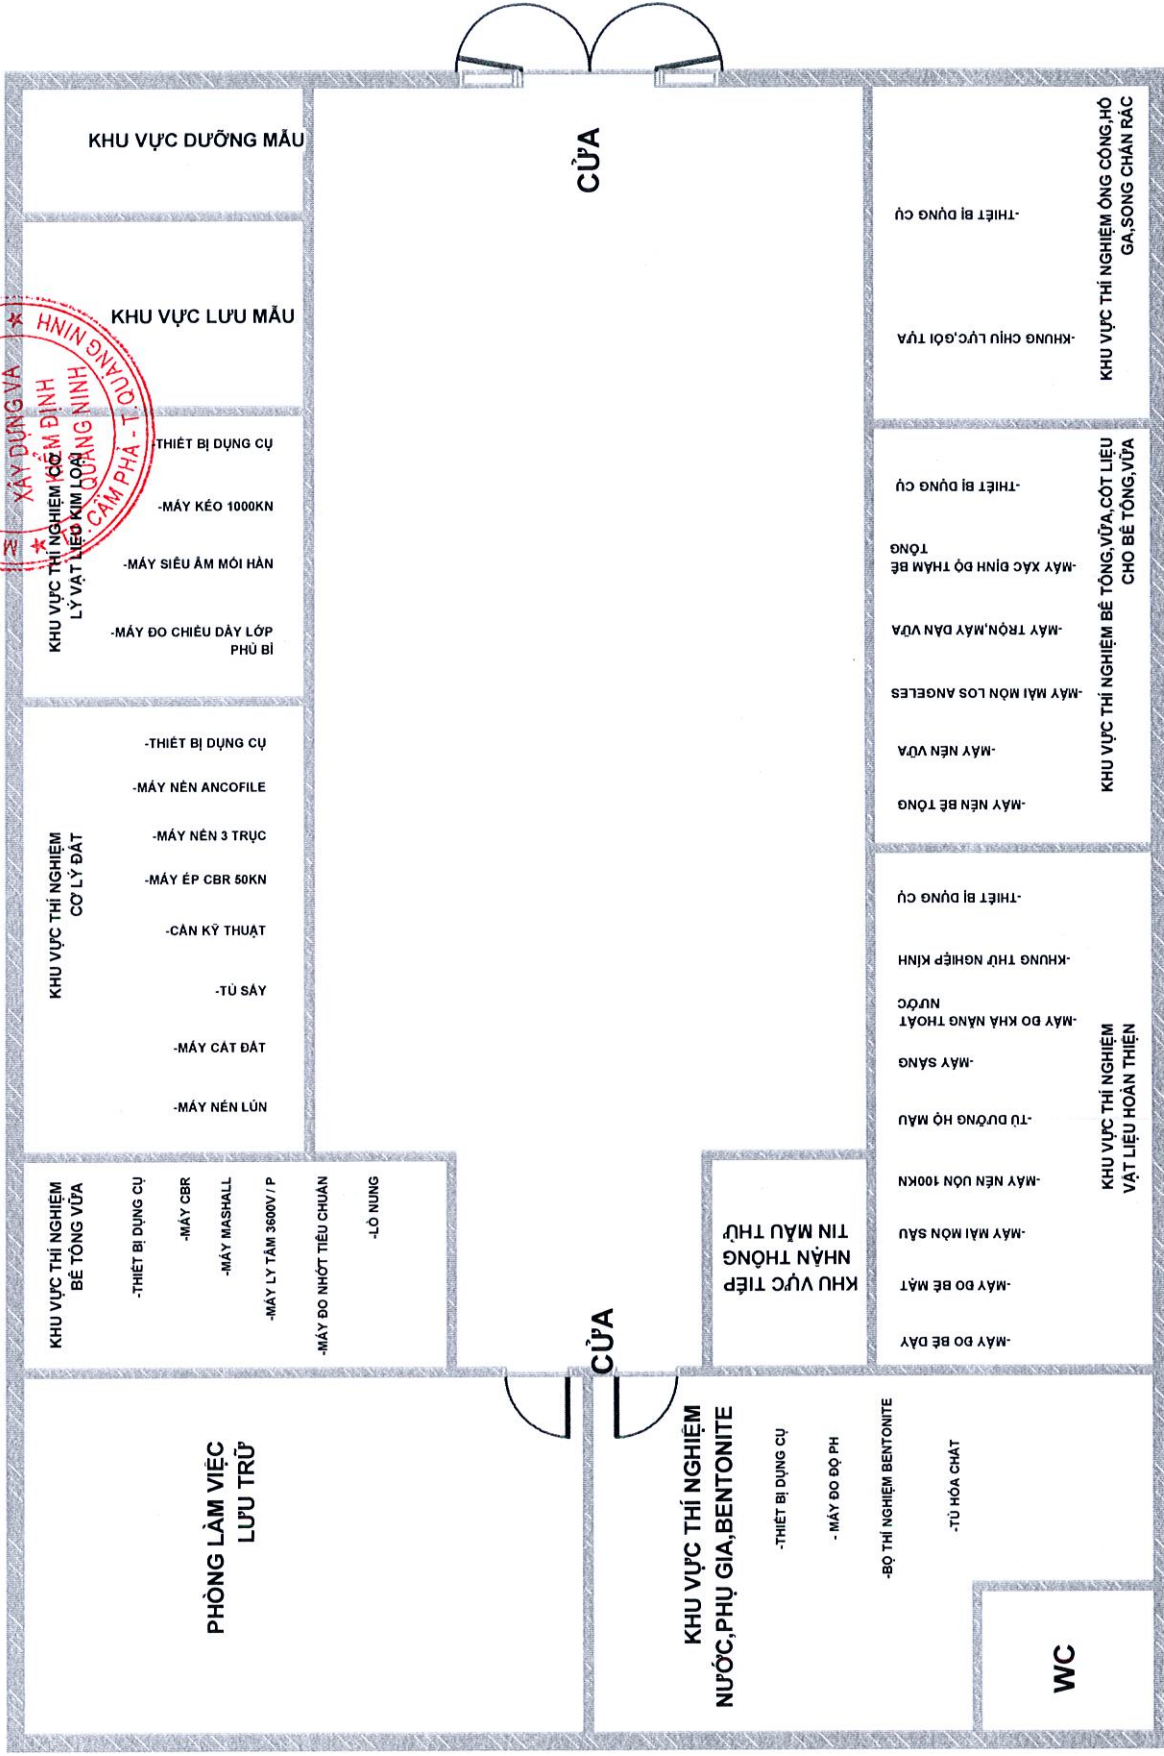 KHU VỰC DƯỠNG MẪU
KHU VỰC LƯU MẪU
KHU VỰC THÍ NGHIỆM CƠ
LÝ VẬT LIỆU KIM LOẠI
-THIẾT BỊ DỤNG CỤ
-MÁY KÉO 1000KN
-MÁY SIÊU ÂM MỐI HÀN
-MÁY ĐO CHIỀU DÀY LỚP
PHỦ BÌ
XÂY DỰNG VÀ
KIỂM ĐỊNH
QUẢNG NINH
TP. CẨM PHẢ - T. QUẢNG NINH
KHU VỰC THÍ NGHIỆM
CƠ LÝ ĐẤT
-THIẾT BỊ DỤNG CỤ
-MÁY NÉN ANCOFILE
-MÁY NÉN 3 TRỤC
-MÁY ÉP CBR 50KN
-CÂN KỸ THUẬT
-TỦ SẤY
-MÁY CẮT ĐẤT
-MÁY NÉN LÚN
KHU VỰC THÍ NGHIỆM
BÊ TÔNG VỮA
-THIẾT BỊ DỤNG CỤ
-MÁY CBR
-MÁY MASHALL
-MÁY LY TÂM 3600V / P
-MÁY ĐO NHỚT TIÊU CHUẨN
-LÒ NUNG
PHÒNG LÀM VIỆC
LƯU TRỮ
CỬA
CỬA
KHU VỰC THÍ NGHIỆM
NƯỚC,PHỤ GIA,BENTONITE
-THIẾT BỊ DỤNG CỤ
- MÁY ĐO ĐỘ PH
-BỘ THÍ NGHIỆM BENTONITE
-TỦ HÓA CHẤT
WC
KHU VỰC TIẾP
NHẬN THÔNG
TIN MẪU THỬ
KHU VỰC THÍ NGHIỆM ỐNG CỐNG,HỐ
GA,SONG CHẮN RÁC
-THIẾT BỊ DỤNG CỤ
-KHUNG CHỊU LỰC,GỐI TỰA
KHU VỰC THÍ NGHIỆM BÊ TÔNG,VỮA,CỐT LIỆU
CHO BÊ TÔNG,VỮA
-THIẾT BỊ DỤNG CỤ
-MÁY XÁC ĐỊNH ĐỘ THẤM BÊ
TÔNG
-MÁY TRỘN,MÁY DẰN VỮA
-MÁY MÀI MÒN LOS ANGELES
-MÁY NÉN VỮA
-MÁY NÉN BÊ TÔNG
KHU VỰC THÍ NGHIỆM
VẬT LIỆU HOÀN THIỆN
-THIẾT BỊ DỤNG CỤ
-KHUNG THỬ NGHIỆP KÍNH
-MÁY ĐO KHẢ NĂNG THOÁT
NƯỚC
-MÁY SÀNG
-TỦ DƯỠNG HỘ MẪU
-MÁY NÉN UỐN 100KN
-MÁY MÀI MÒN SÂU
-MÁY ĐO BỀ MẶT
-MÁY ĐO BỀ DÀY